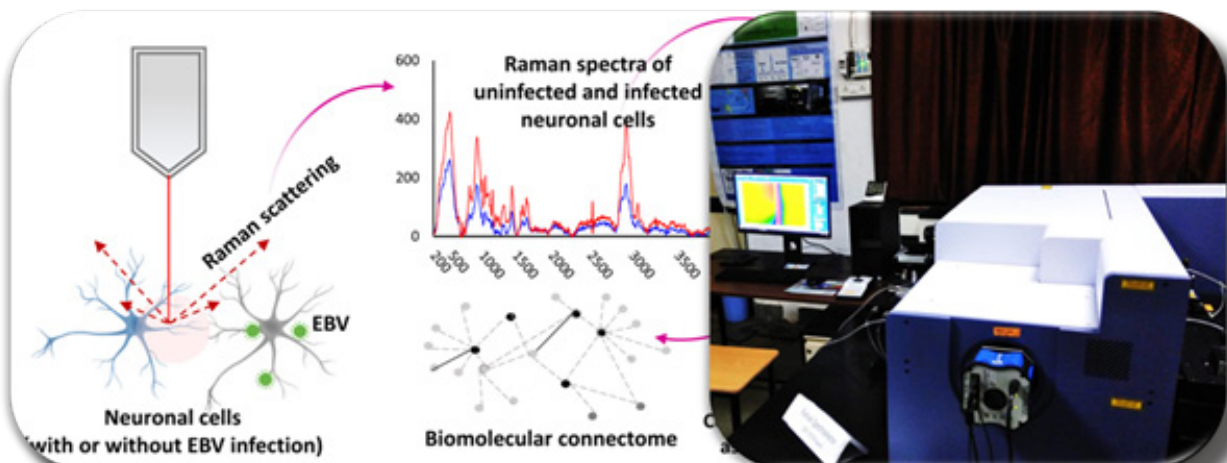 Raman scattering
EBV
Neuronal cells
(with or without EBV infection)
600
400
200
0
Raman spectra of
uninfected and infected
neuronal cells
200
500
1000
1500
2000
2500
3000
3500
Biomolecular connectome
C
as